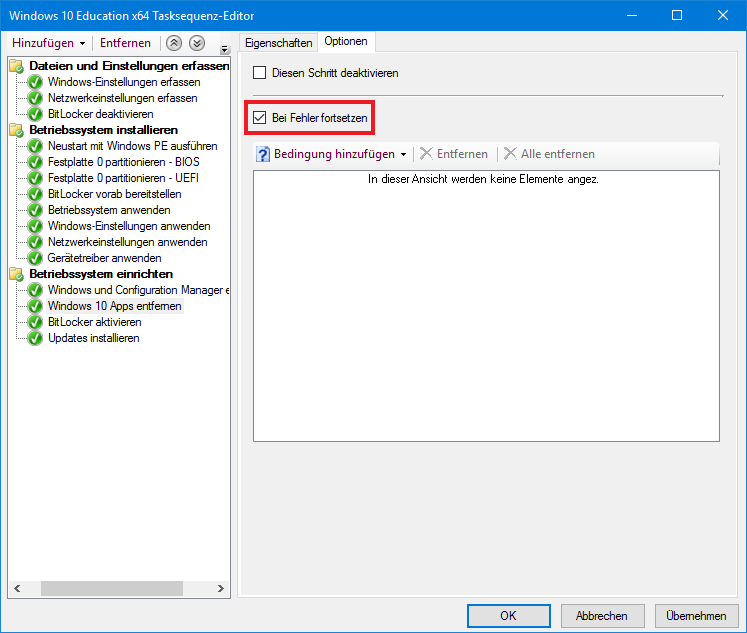 Windows 10 Education x64 Tasksequenz-Editor
Hinzufügen
Entfernen
Dateien und Einstellungen erfassen
Windows-Einstellungen erfassen
Netzwerkeinstellungen erfassen
BitLocker deaktivieren
Betriebssystem installieren
Neustart mit Windows PE ausführen
Festplatte 0 partitionieren - BIOS
Festplatte 0 partitionieren - UEFI
BitLocker vorab bereitstellen
Betriebssystem anwenden
Windows-Einstellungen anwenden
Netzwerkeinstellungen anwenden
Gerätetreiber anwenden
Betriebssystem einrichten
Windows und Configuration Manager e
Windows 10 Apps entfernen
BitLocker aktivieren
Updates installieren
Eigenschaften
Optionen
Diesen Schritt deaktivieren
Bei Fehler fortsetzen
Bedingung hinzufügen
Entfernen
Alle entfernen
In dieser Ansicht werden keine Elemente angez.
OK
Abbrechen
Übernehmen